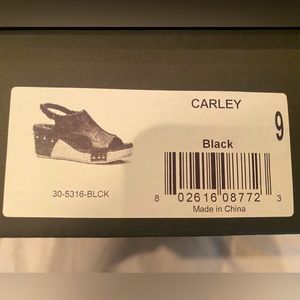 CARLEY
9
Black
30-5316-BLCK
8 02616 08772 3
Made in China